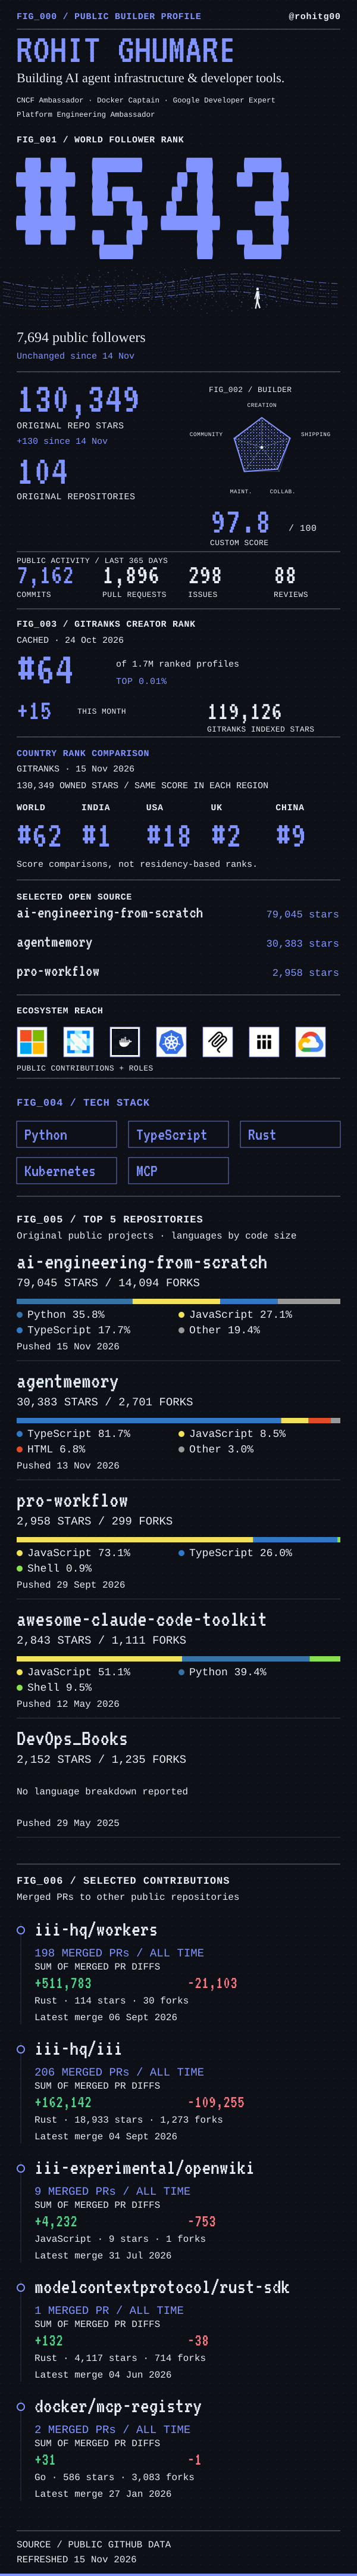 FIG_000 / PUBLIC BUILDER PROFILE @rohitg00
ROHIT GHUMARE
Building AI agent infrastructure & developer tools.
CNCF Ambassador · Docker Captain · Google Developer Expert
Platform Engineering Ambassador
FIG_001 / WORLD FOLLOWER RANK
#543
7,694 public followers
Unchanged since 14 Nov
130,349
ORIGINAL REPO STARS
+130 since 14 Nov
104
ORIGINAL REPOSITORIES
FIG_002 / BUILDER
CREATION
COMMUNITY SHIPPING
MAINT. COLLAB.
97.8 / 100
CUSTOM SCORE
PUBLIC ACTIVITY / LAST 365 DAYS
7,162 1,896 298 88
COMMITS PULL REQUESTS ISSUES REVIEWS
FIG_003 / GITRANKS CREATOR RANK
CACHED · 24 Oct 2026
#64 of 1.7M ranked profiles
TOP 0.01%
+15 THIS MONTH 119,126
GITRANKS INDEXED STARS
COUNTRY RANK COMPARISON
GITRANKS · 15 Nov 2026
130,349 OWNED STARS / SAME SCORE IN EACH REGION
WORLD INDIA USA UK CHINA
#62 #1 #18 #2 #9
Score comparisons, not residency-based ranks.
SELECTED OPEN SOURCE
ai-engineering-from-scratch 79,045 stars
agentmemory 30,383 stars
pro-workflow 2,958 stars
ECOSYSTEM REACH
PUBLIC CONTRIBUTIONS + ROLES
FIG_004 / TECH STACK
Python TypeScript Rust
Kubernetes MCP
FIG_005 / TOP 5 REPOSITORIES
Original public projects · languages by code size
ai-engineering-from-scratch
79,045 STARS / 14,094 FORKS
Python 35.8% JavaScript 27.1%
TypeScript 17.7% Other 19.4%
Pushed 15 Nov 2026
agentmemory
30,383 STARS / 2,701 FORKS
TypeScript 81.7% JavaScript 8.5%
HTML 6.8% Other 3.0%
Pushed 13 Nov 2026
pro-workflow
2,958 STARS / 299 FORKS
JavaScript 73.1% TypeScript 26.0%
Shell 0.9%
Pushed 29 Sept 2026
awesome-claude-code-toolkit
2,843 STARS / 1,111 FORKS
JavaScript 51.1% Python 39.4%
Shell 9.5%
Pushed 12 May 2026
DevOps_Books
2,152 STARS / 1,235 FORKS
No language breakdown reported
Pushed 29 May 2025
FIG_006 / SELECTED CONTRIBUTIONS
Merged PRs to other public repositories
iii-hq/workers
198 MERGED PRs / ALL TIME
SUM OF MERGED PR DIFFS
+511,783 -21,103
Rust · 114 stars · 30 forks
Latest merge 06 Sept 2026
iii-hq/iii
206 MERGED PRs / ALL TIME
SUM OF MERGED PR DIFFS
+162,142 -109,255
Rust · 18,933 stars · 1,273 forks
Latest merge 04 Sept 2026
iii-experimental/openwiki
9 MERGED PRs / ALL TIME
SUM OF MERGED PR DIFFS
+4,232 -753
JavaScript · 9 stars · 1 forks
Latest merge 31 Jul 2026
modelcontextprotocol/rust-sdk
1 MERGED PR / ALL TIME
SUM OF MERGED PR DIFFS
+132 -38
Rust · 4,117 stars · 714 forks
Latest merge 04 Jun 2026
docker/mcp-registry
2 MERGED PRs / ALL TIME
SUM OF MERGED PR DIFFS
+31 -1
Go · 586 stars · 3,083 forks
Latest merge 27 Jan 2026
SOURCE / PUBLIC GITHUB DATA
REFRESHED 15 Nov 2026